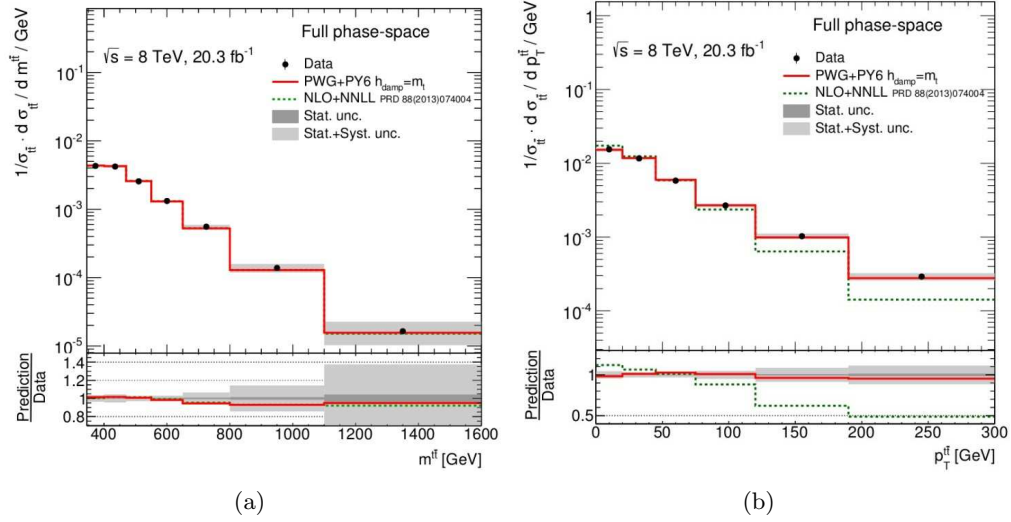 1/σtt̄ · d σtt̄ / d m^tt̄ / GeV
Full phase-space
√s = 8 TeV, 20.3 fb⁻¹
Data
PWG+PY6 h_damp=m_t
NLO+NNLL PRD 88(2013)074004
Stat. unc.
Stat.+Syst. unc.
10⁻¹
10⁻²
10⁻³
10⁻⁴
10⁻⁵
Prediction
Data
1.4
1.2
1
0.8
400 600 800 1000 1200 1400 1600
m^tt̄ [GeV]
(a)
1/σtt̄ · d σtt̄ / d p_T^tt̄ / GeV
Full phase-space
√s = 8 TeV, 20.3 fb⁻¹
Data
PWG+PY6 h_damp=m_t
NLO+NNLL PRD 88(2013)074004
Stat. unc.
Stat.+Syst. unc.
1
10⁻¹
10⁻²
10⁻³
10⁻⁴
Prediction
Data
1
0.5
0 50 100 150 200 250 300
p_T^tt̄ [GeV]
(b)